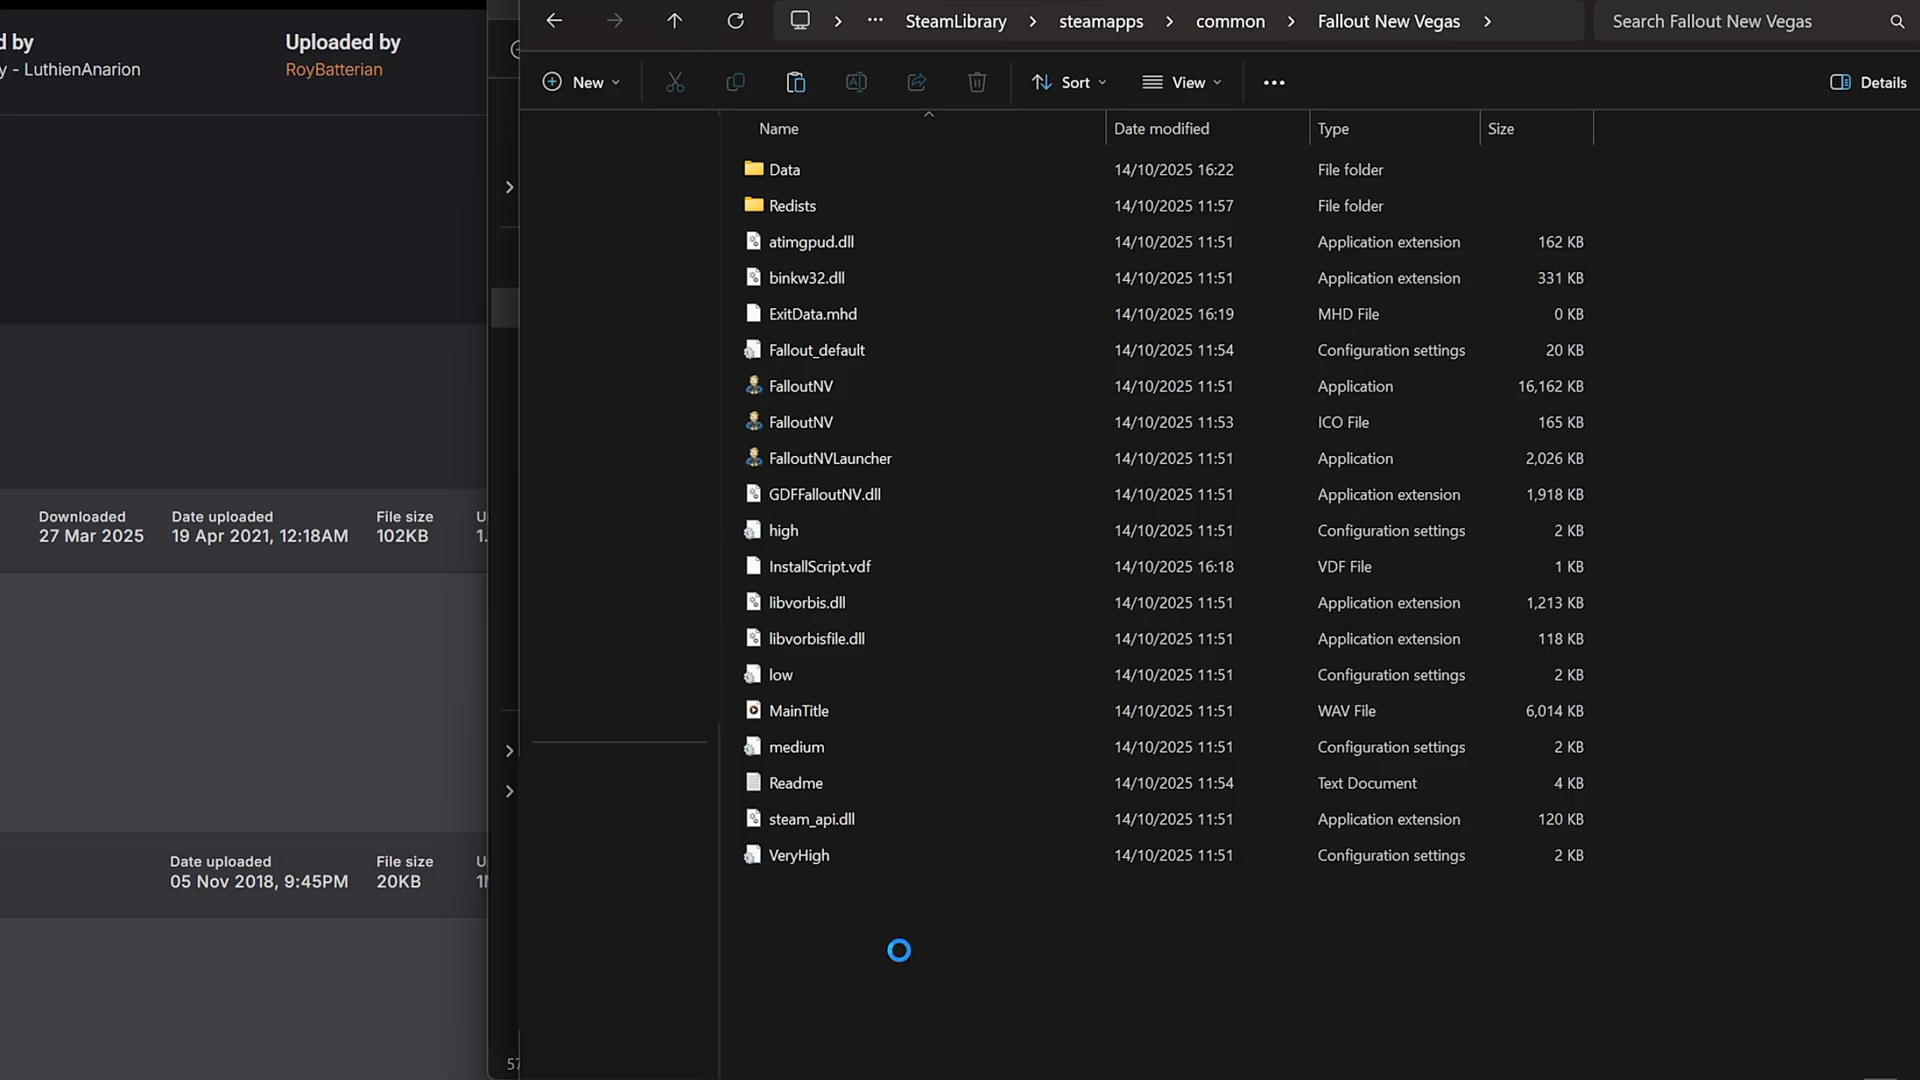 d by
y - LuthienAnarion
Uploaded by
RoyBatterian
Downloaded
27 Mar 2025
Date uploaded
19 Apr 2021, 12:18AM
File size
102KB
U
1.
Date uploaded
05 Nov 2018, 9:45PM
File size
20KB
U
57
SteamLibrary
steamapps
common
Fallout New Vegas
Search Fallout New Vegas
New
Sort
View
Details
Name Date modified Type Size
Data 14/10/2025 16:22 File folder
Redists 14/10/2025 11:57 File folder
atimgpud.dll 14/10/2025 11:51 Application extension 162 KB
binkw32.dll 14/10/2025 11:51 Application extension 331 KB
ExitData.mhd 14/10/2025 16:19 MHD File 0 KB
Fallout_default 14/10/2025 11:54 Configuration settings 20 KB
FalloutNV 14/10/2025 11:51 Application 16,162 KB
FalloutNV 14/10/2025 11:53 ICO File 165 KB
FalloutNVLauncher 14/10/2025 11:51 Application 2,026 KB
GDFFalloutNV.dll 14/10/2025 11:51 Application extension 1,918 KB
high 14/10/2025 11:51 Configuration settings 2 KB
InstallScript.vdf 14/10/2025 16:18 VDF File 1 KB
libvorbis.dll 14/10/2025 11:51 Application extension 1,213 KB
libvorbisfile.dll 14/10/2025 11:51 Application extension 118 KB
low 14/10/2025 11:51 Configuration settings 2 KB
MainTitle 14/10/2025 11:51 WAV File 6,014 KB
medium 14/10/2025 11:51 Configuration settings 2 KB
Readme 14/10/2025 11:54 Text Document 4 KB
steam_api.dll 14/10/2025 11:51 Application extension 120 KB
VeryHigh 14/10/2025 11:51 Configuration settings 2 KB